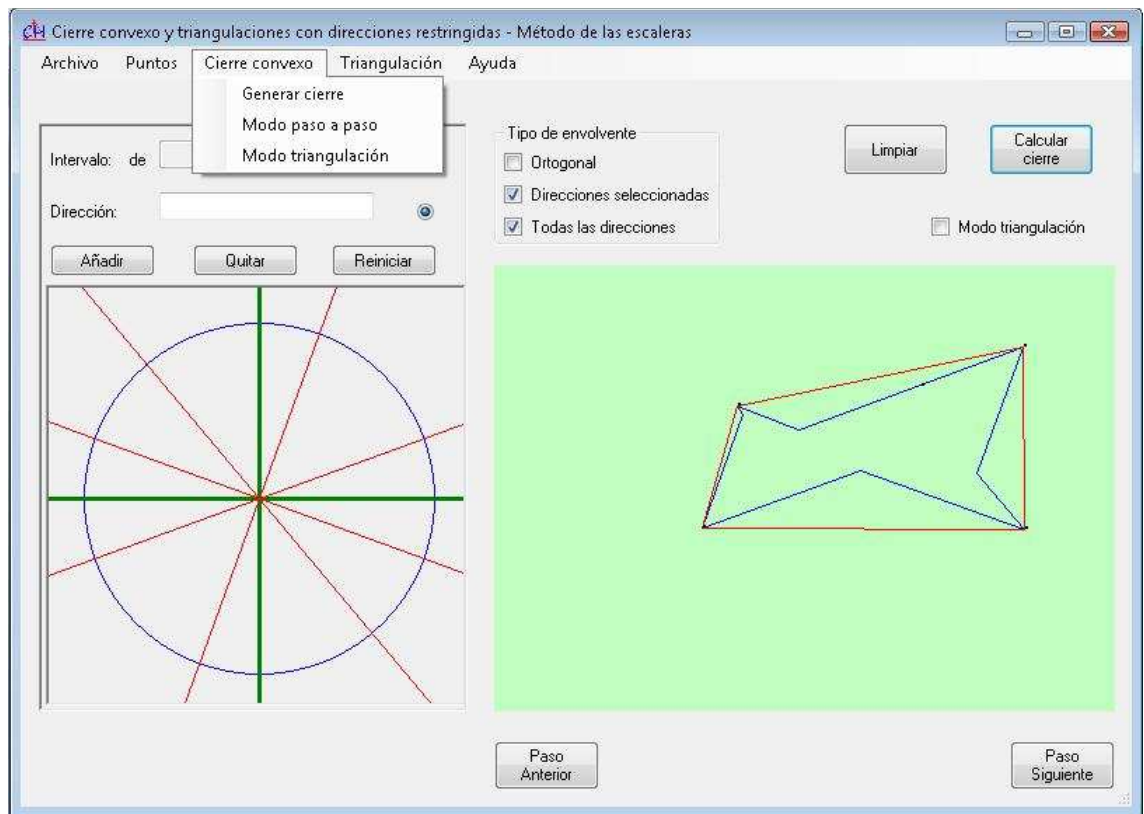 Cierre convexo y triangulaciones con direcciones restringidas - Método de las escaleras
Archivo Puntos Cierre convexo Triangulación Ayuda
Generar cierre
Modo paso a paso
Modo triangulación
Intervalo: de
Dirección:
Añadir Quitar Reiniciar
Tipo de envolvente
Ortogonal
Direcciones seleccionadas
Todas las direcciones
Limpiar
Calcular
cierre
Modo triangulación
Paso
Anterior
Paso
Siguiente